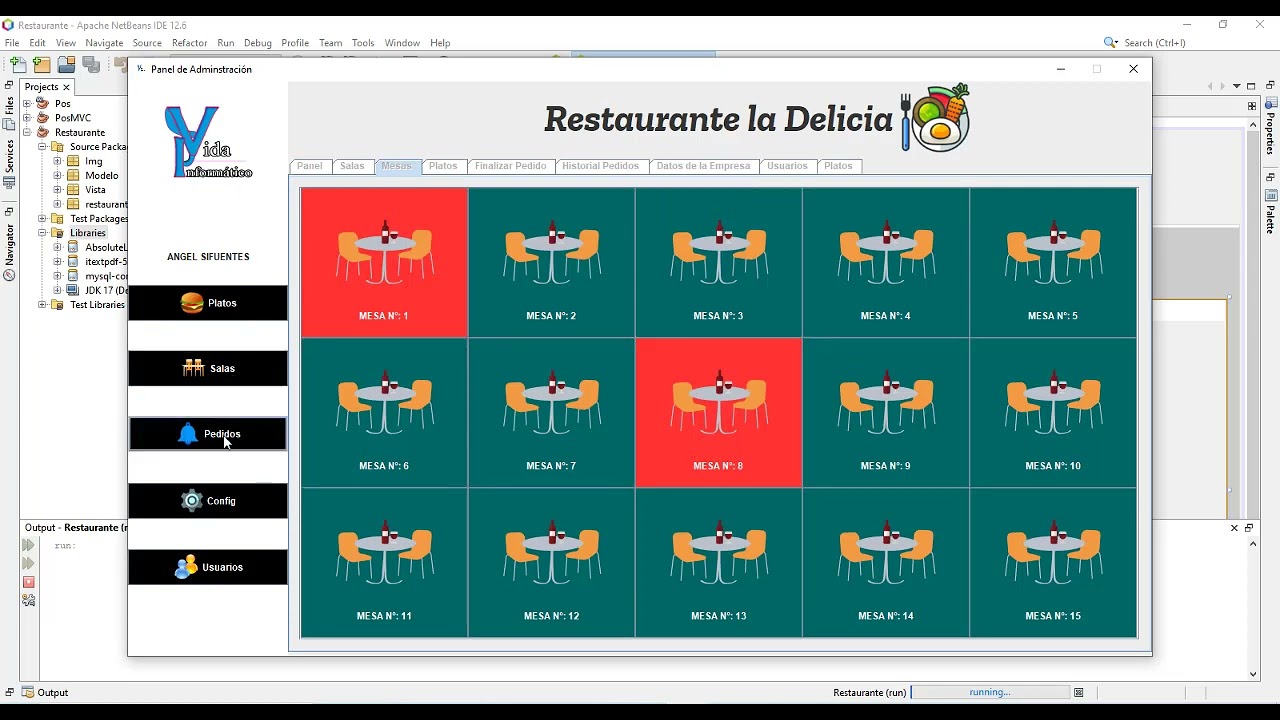 Restaurante - Apache NetBeans IDE 12.6
File Edit View Navigate Source Refactor Run Debug Profile Team Tools Window Help
Search (Ctrl+I)
Panel de Adminstración
Projects
Files
Services
Navigator
Properties
Palette
Pos
PosMVC
Restaurante
Source Packa
Img
Modelo
Vista
restaurant
Test Packages
Libraries
AbsoluteL
itextpdf-5
mysql-co
JDK 17 (De
Test Libraries
Vida
Informático
Restaurante la Delicia
Panel Salas Mesas Platos Finalizar Pedido Historial Pedidos Datos de la Empresa Usuarios Platos
ANGEL SIFUENTES
Platos
Salas
Pedidos
Config
Usuarios
MESA N°: 1 MESA N°: 2 MESA N°: 3 MESA N°: 4 MESA N°: 5
MESA N°: 6 MESA N°: 7 MESA N°: 8 MESA N°: 9 MESA N°: 10
MESA N°: 11 MESA N°: 12 MESA N°: 13 MESA N°: 14 MESA N°: 15
Output - Restaurante (r
run:
Output
Restaurante (run) running...